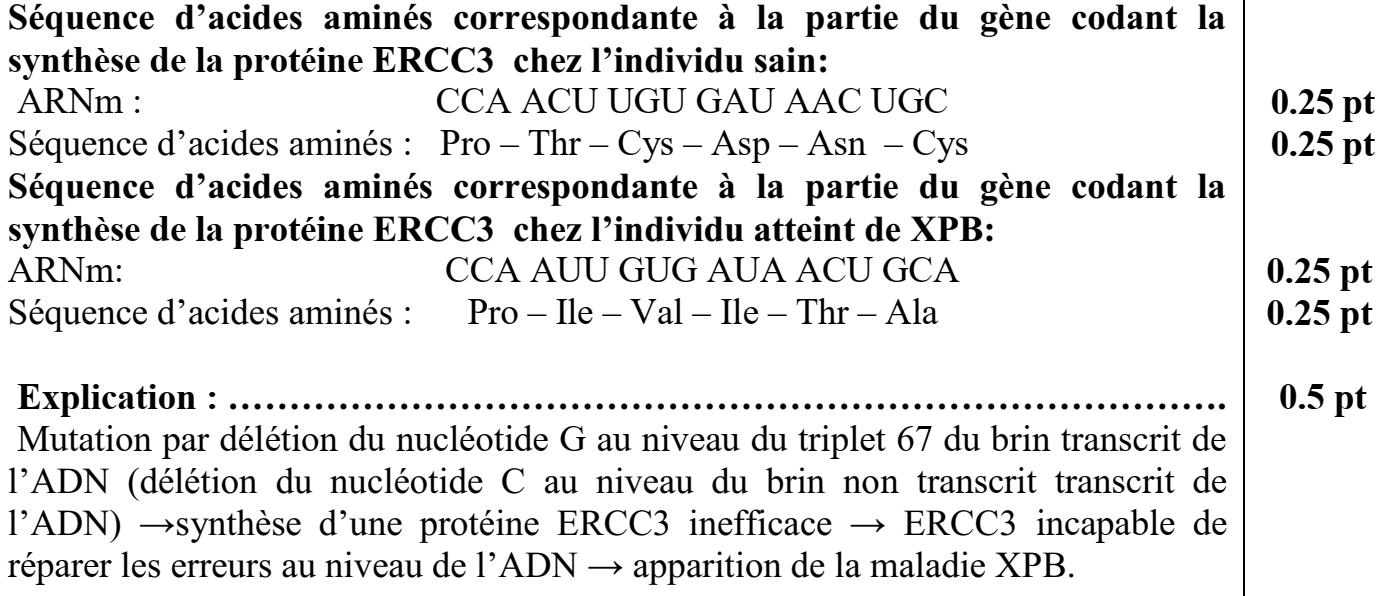 Séquence d'acides aminés correspondante à la partie du gène codant la
synthèse de la protéine ERCC3 chez l'individu sain:
ARNm : CCA ACU UGU GAU AAC UGC 0.25 pt
Séquence d'acides aminés : Pro – Thr – Cys – Asp – Asn – Cys 0.25 pt
Séquence d'acides aminés correspondante à la partie du gène codant la
synthèse de la protéine ERCC3 chez l'individu atteint de XPB:
ARNm: CCA AUU GUG AUA ACU GCA 0.25 pt
Séquence d'acides aminés : Pro – Ile – Val – Ile – Thr – Ala 0.25 pt
Explication : ………………………………………………………………………. 0.5 pt
Mutation par délétion du nucléotide G au niveau du triplet 67 du brin transcrit de
l'ADN (délétion du nucléotide C au niveau du brin non transcrit transcrit de
l'ADN) →synthèse d'une protéine ERCC3 inefficace → ERCC3 incapable de
réparer les erreurs au niveau de l'ADN → apparition de la maladie XPB.